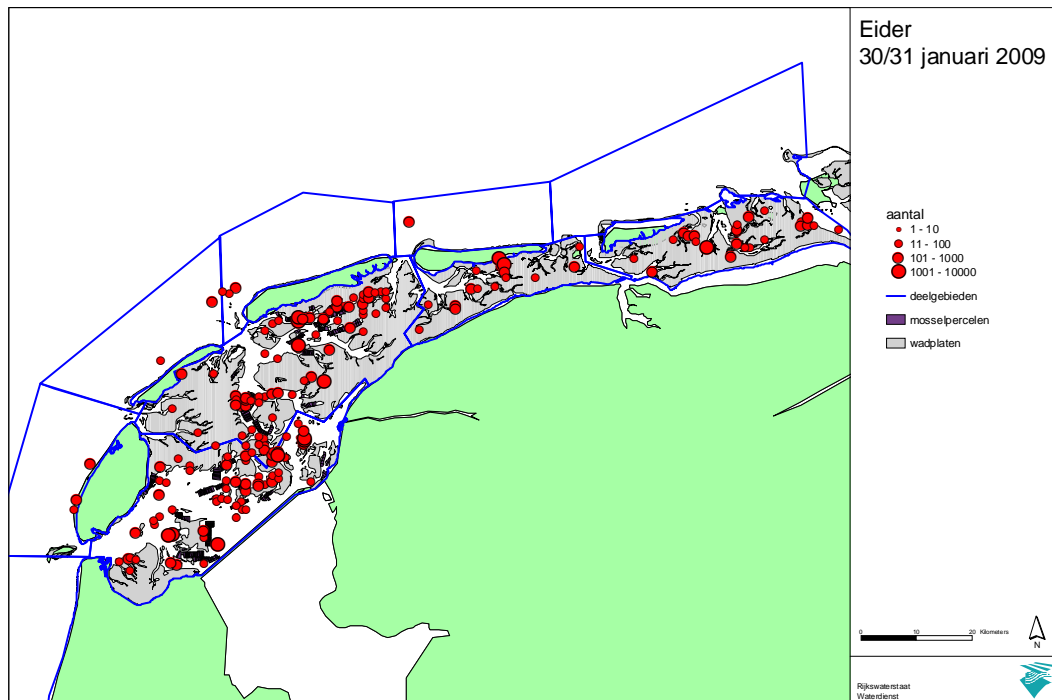 Eider
30/31 januari 2009
aantal
1 - 10
11 - 100
101 - 1000
1001 - 10000
deelgebieden
mosselpercelen
wadplaten
0 10 20 Kilometers
N
Rijkswaterstaat
Waterdienst